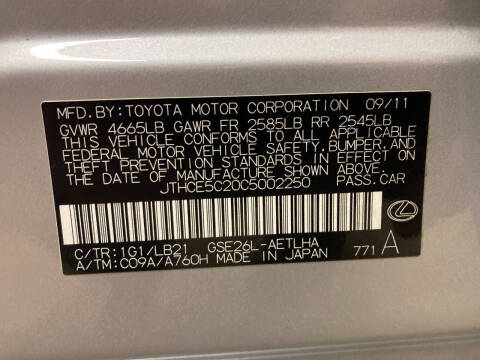 MFD.BY:TOYOTA MOTOR CORPORATION 09/11
GVWR 4665LB GAWR FR 2585LB RR 2545LB
THIS VEHICLE CONFORMS TO ALL APPLICABLE
FEDERAL MOTOR VEHICLE SAFETY,BUMPER,AND
THEFT PREVENTION STANDARDS IN EFFECT ON
THE DATE OF MANUFACTURE SHOWN ABOVE.
JTHCE5C20C5002250 PASS.CAR
C/TR:1G1/LB21 GSE26L-AETLHA
A/TM:C09A/A760H MADE IN JAPAN 771 A